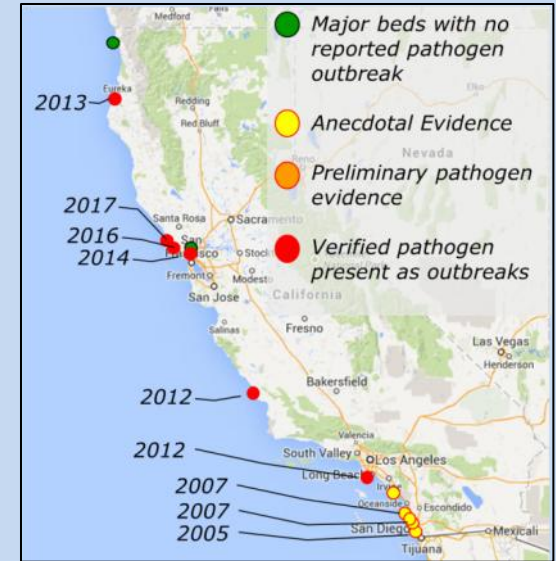 Medford
Major beds with no
reported pathogen
outbreak
Eureka
2013
Redding
Red Bluff
Anecdotal Evidence
Nevada
Preliminary pathogen
evidence
2017
Santa Rosa
Sacramento
2016
San
Francisco
Stockt
Verified pathogen
present as outbreaks
2014
Fremont
Modesto
San Jose
California
Salinas
Fresno
Las Vegas
Henderson
2012
Bakersfield
Valencia
2012
South Valley
Los Angeles
Long Beach
Irvine
2007
Oceanside
Escondido
2007
San Diego
Mexicali
2005
Tijuana